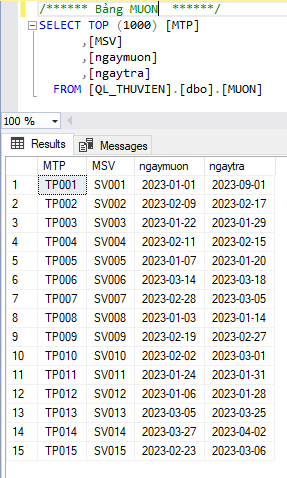 /****** Bảng MUON ******/
SELECT TOP (1000) [MTP]
,[MSV]
,[ngaymuon]
,[ngaytra]
FROM [QL_THUVIEN].[dbo].[MUON]
100 %
Results Messages
MTP MSV ngaymuon ngaytra
1 TP001 SV001 2023-01-01 2023-09-01
2 TP002 SV002 2023-02-09 2023-02-17
3 TP003 SV003 2023-01-22 2023-01-29
4 TP004 SV004 2023-02-11 2023-02-15
5 TP005 SV005 2023-01-07 2023-01-20
6 TP006 SV006 2023-03-14 2023-03-18
7 TP007 SV007 2023-02-28 2023-03-05
8 TP008 SV008 2023-01-03 2023-01-14
9 TP009 SV009 2023-02-19 2023-02-27
10 TP010 SV010 2023-02-02 2023-03-01
11 TP011 SV011 2023-01-24 2023-01-31
12 TP012 SV012 2023-01-06 2023-01-28
13 TP013 SV013 2023-03-05 2023-03-25
14 TP014 SV014 2023-03-27 2023-04-02
15 TP015 SV015 2023-02-23 2023-03-06